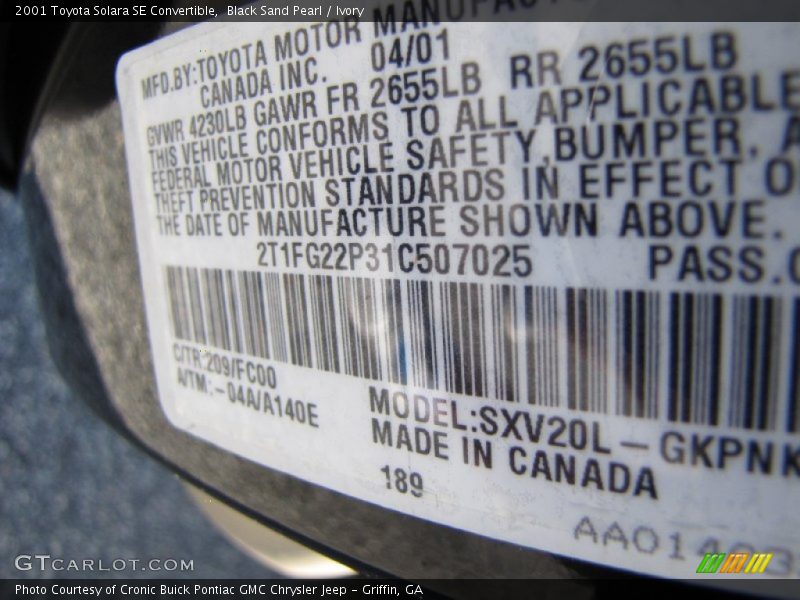 2001 Toyota Solara SE Convertible, Black Sand Pearl / Ivory
MFD.BY:TOYOTA MOTOR MANUFACTU
CANADA INC. 04/01
GVWR 4230LB GAWR FR 2655LB RR 2655LB
THIS VEHICLE CONFORMS TO ALL APPLICABLE
FEDERAL MOTOR VEHICLE SAFETY,BUMPER, A
THEFT PREVENTION STANDARDS IN EFFECT O
THE DATE OF MANUFACTURE SHOWN ABOVE.
2T1FG22P31C507025 PASS.C
C/TR:209/FC00
A/TM:-04A/A140E
MODEL:SXV20L-GKPNK
MADE IN CANADA
189
GTCARLOT.COM
Photo Courtesy of Cronic Buick Pontiac GMC Chrysler Jeep - Griffin, GA